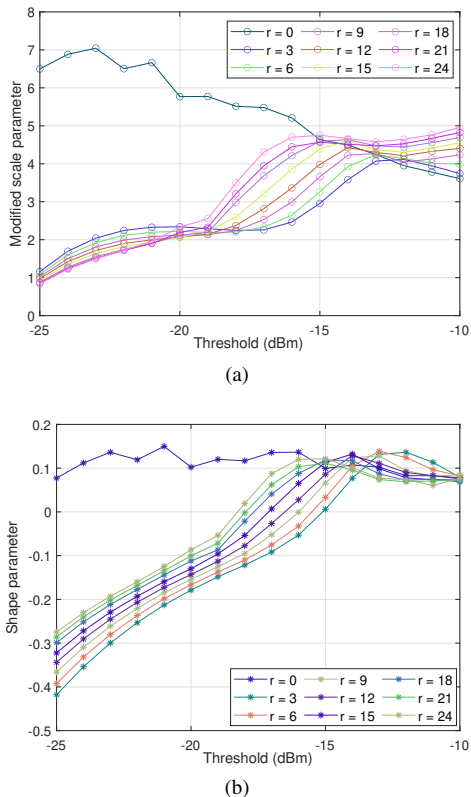 8
7
6
5
4
3
2
1
0
Modified scale parameter
r = 0 r = 9 r = 18
r = 3 r = 12 r = 21
r = 6 r = 15 r = 24
-25 -20 -15 -10
Threshold (dBm)
(a)
0.2
0.1
0
-0.1
-0.2
-0.3
-0.4
-0.5
Shape parameter
r = 0 r = 9 r = 18
r = 3 r = 12 r = 21
r = 6 r = 15 r = 24
-25 -20 -15 -10
Threshold (dBm)
(b)